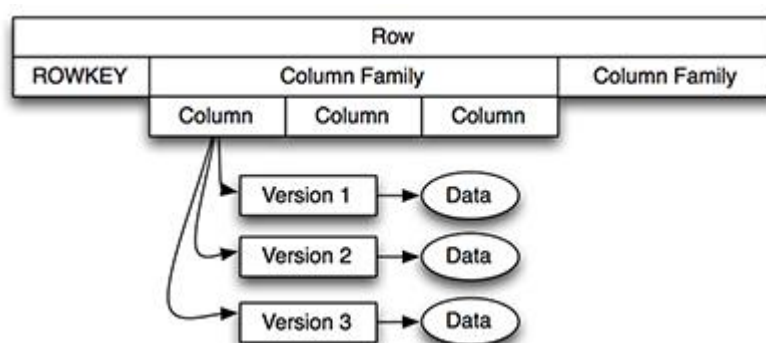 Row
ROWKEY Column Family Column Family
Column Column Column
Version 1 Data
Version 2 Data
Version 3 Data